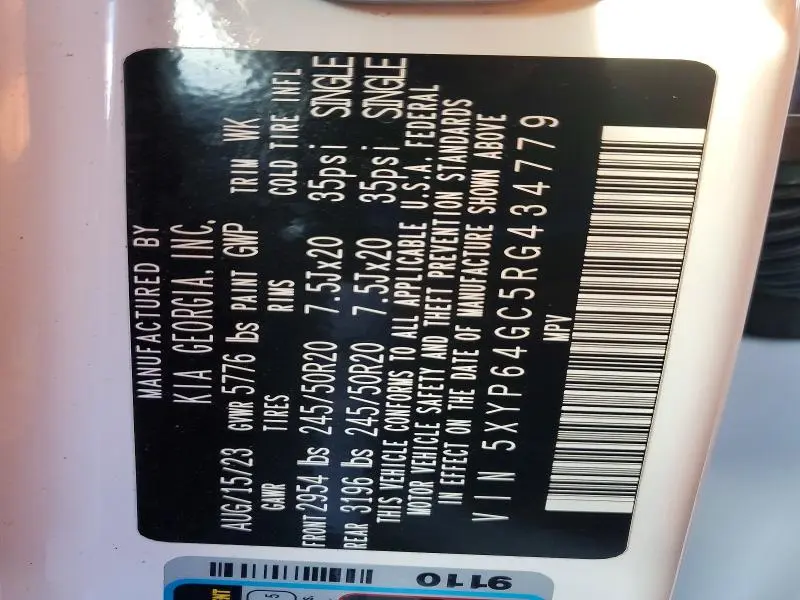 MANUFACTURED BY
KIA GEORGIA, INC.
AUG/15/23 GVWR 5776 lbs PAINT GWP TRIM WK
GAWR TIRES RIMS COLD TIRE INFL
FRONT 2954 lbs 245/50R20 7.5Jx20 35psi SINGLE
REAR 3196 lbs 245/50R20 7.5Jx20 35psi SINGLE
THIS VEHICLE CONFORMS TO ALL APPLICABLE U.S.A. FEDERAL
MOTOR VEHICLE SAFETY AND THEFT PREVENTION STANDARDS
IN EFFECT ON THE DATE OF MANUFACTURE SHOWN ABOVE
VIN 5XYP64GC5RG434779
MPV
9110